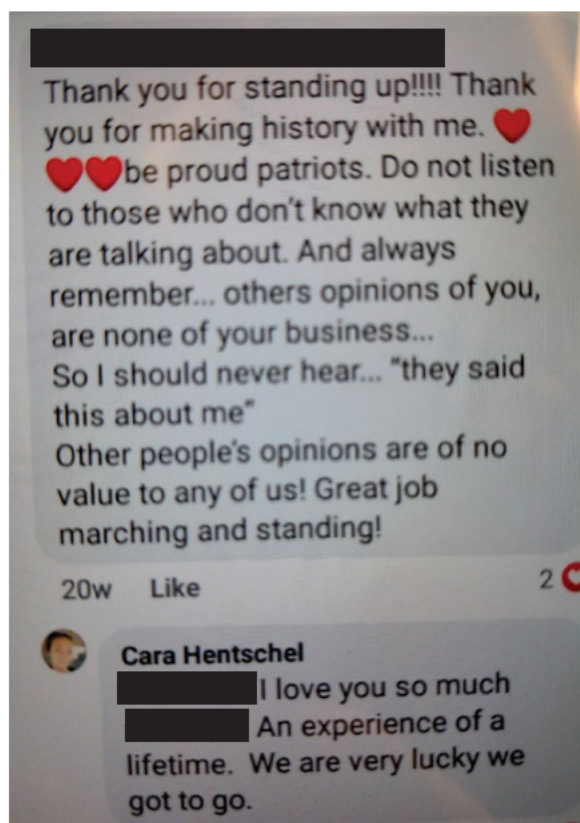 Thank you for standing up!!!! Thank
you for making history with me. ❤️
❤️❤️be proud patriots. Do not listen
to those who don't know what they
are talking about. And always
remember... others opinions of you,
are none of your business...
So I should never hear... "they said
this about me"
Other people's opinions are of no
value to any of us! Great job
marching and standing!
20w Like 2
Cara Hentschel
I love you so much
An experience of a
lifetime. We are very lucky we
got to go.